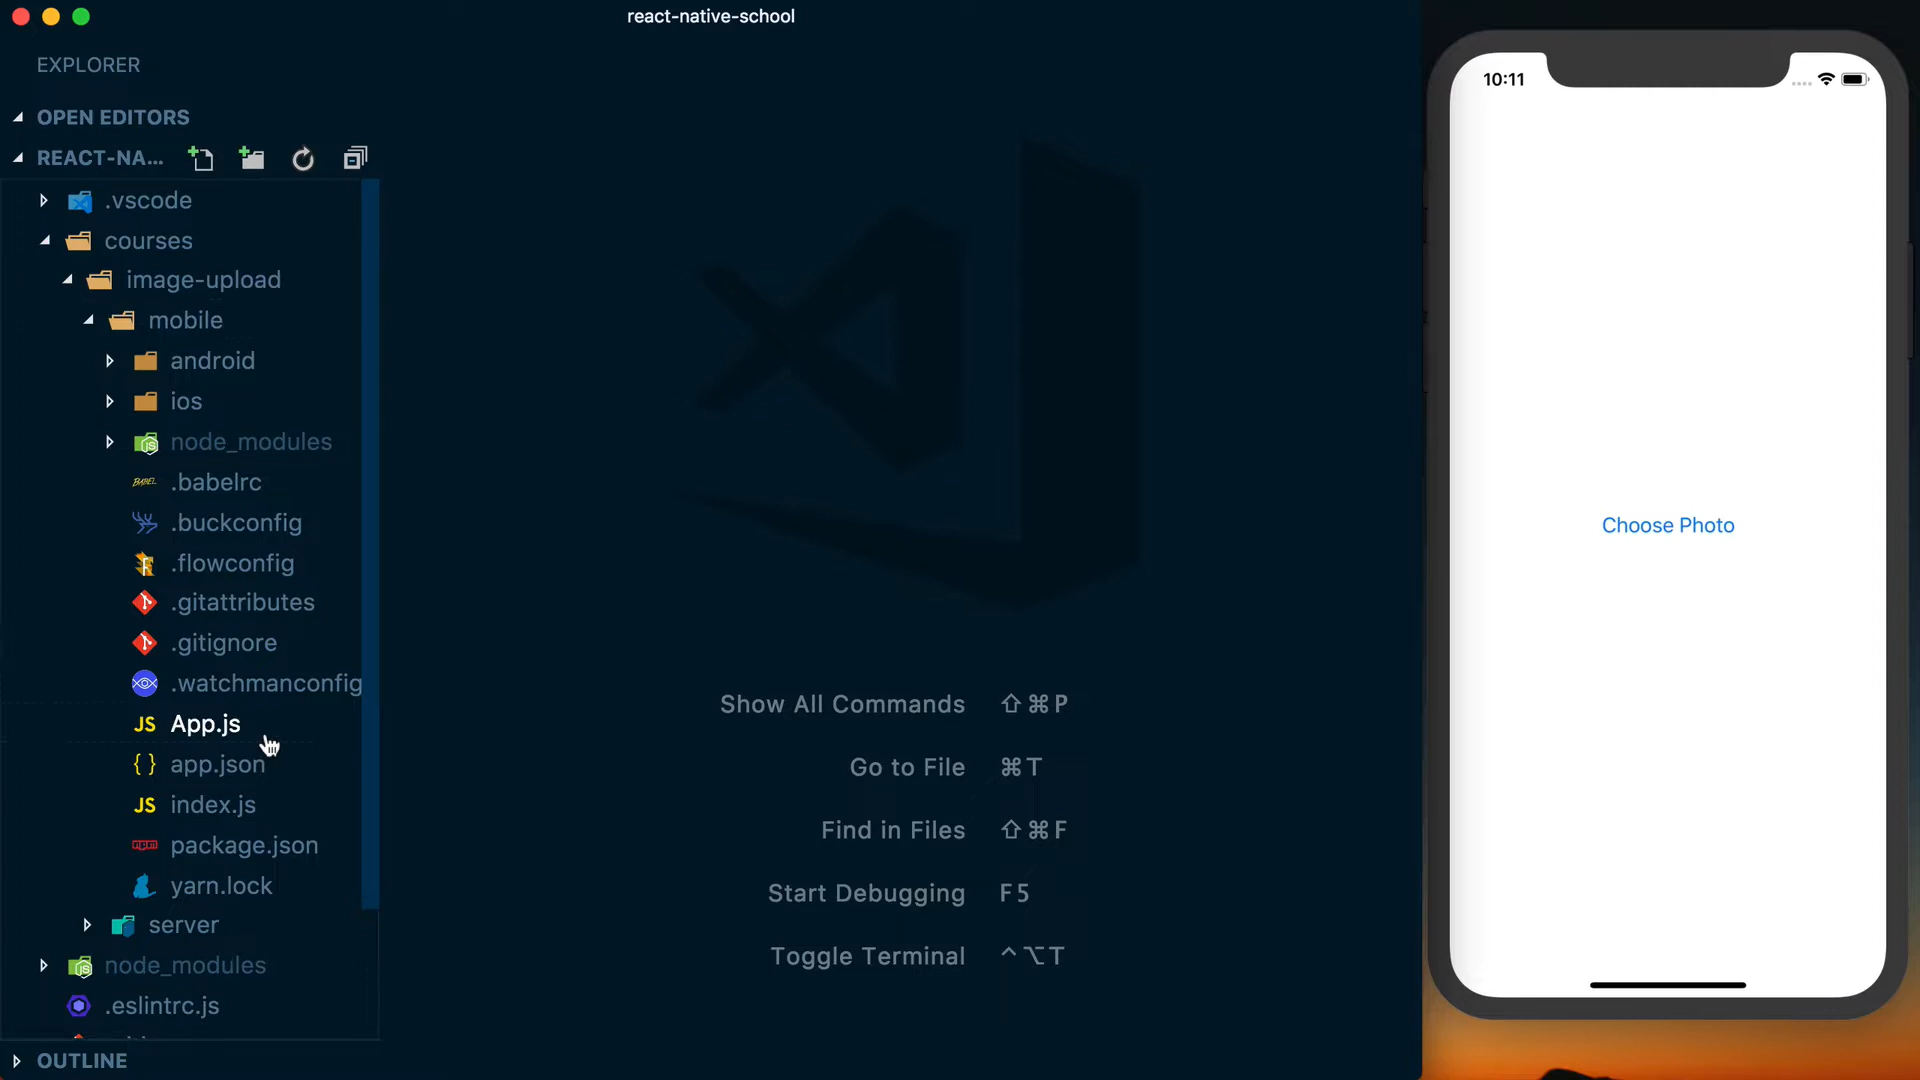 react-native-school
EXPLORER
OPEN EDITORS
REACT-NA...
.vscode
courses
image-upload
mobile
android
ios
node_modules
.babelrc
.buckconfig
.flowconfig
.gitattributes
.gitignore
.watchmanconfig
JS App.js
{ } app.json
JS index.js
package.json
yarn.lock
server
node_modules
.eslintrc.js
OUTLINE
Show All Commands ⇧⌘P
Go to File ⌘T
Find in Files ⇧⌘F
Start Debugging F5
Toggle Terminal ^⌥T
10:11
Choose Photo